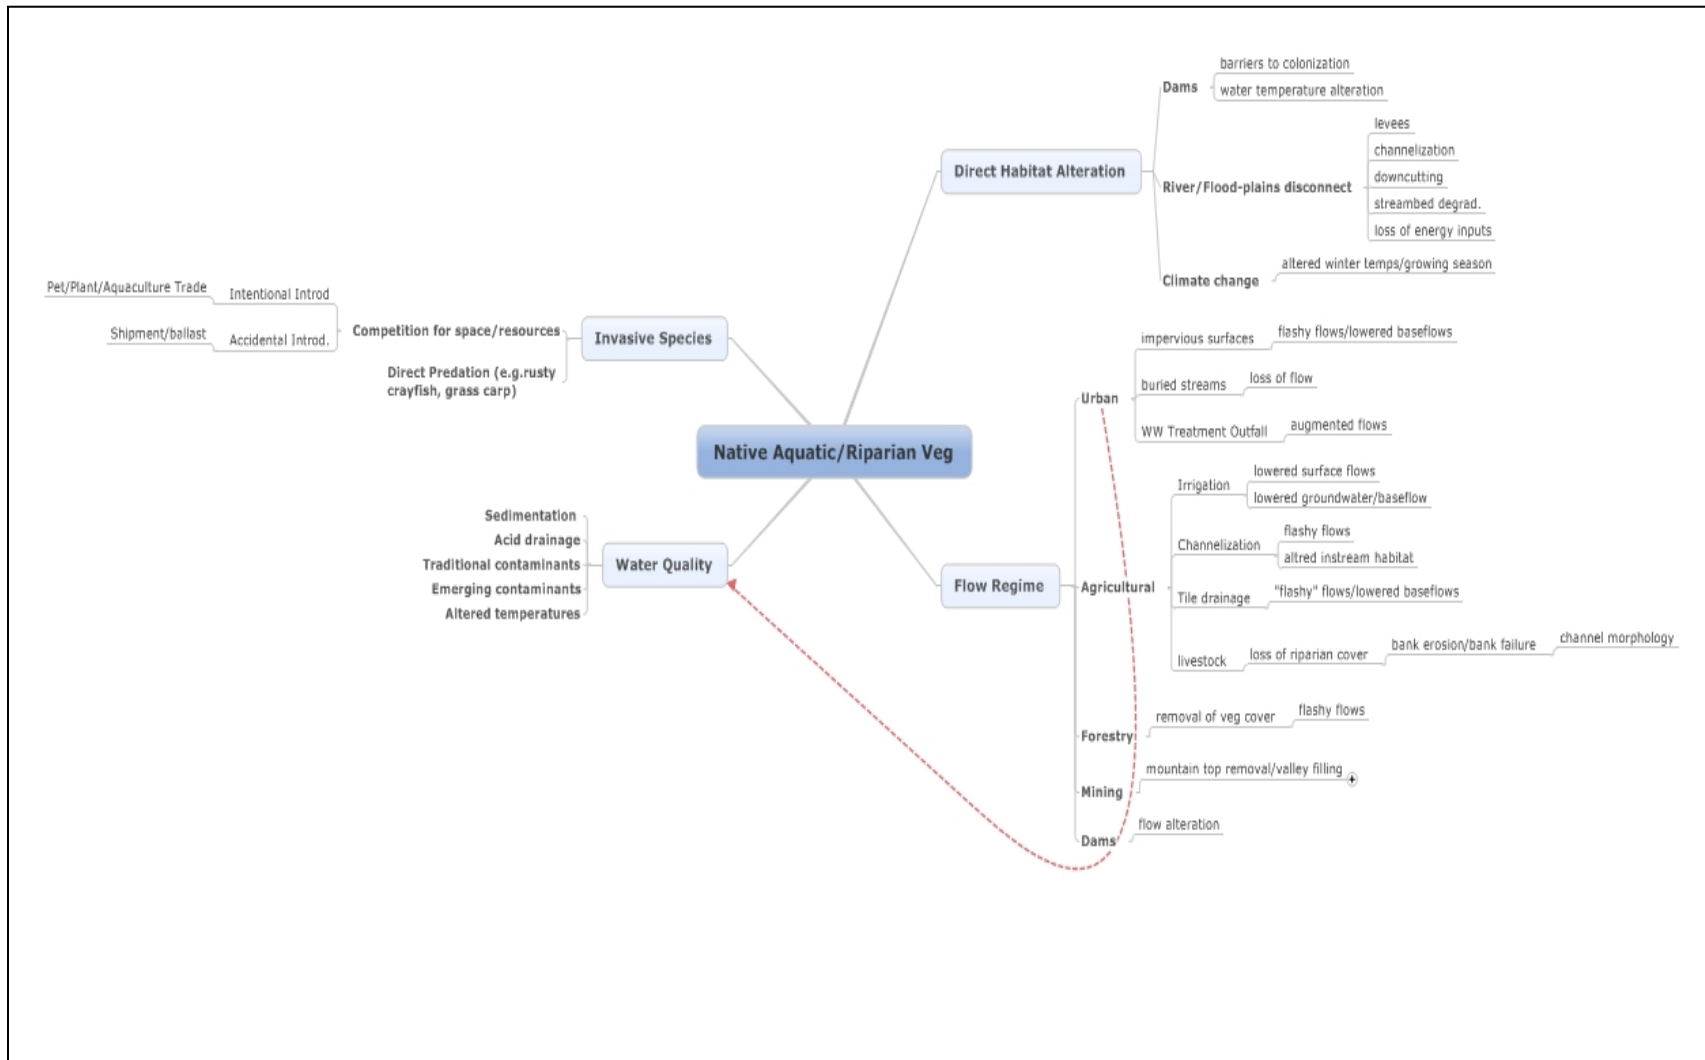 barriers to colonization
Dams
water temperature alteration
levees
channelization
Direct Habitat Alteration
downcutting
River/Flood-plains disconnect
streambed degrad.
loss of energy inputs
altered winter temps/growing season
Climate change
Pet/Plant/Aquaculture Trade
Intentional Introd
Shipment/ballast
Accidental Introd.
Competition for space/resources
Invasive Species
Direct Predation (e.g.rusty
crayfish, grass carp)
Native Aquatic/Riparian Veg
Sedimentation
Acid drainage
Traditional contaminants
Water Quality
Emerging contaminants
Altered temperatures
Flow Regime
impervious surfaces
flashy flows/lowered baseflows
Urban
buried streams
loss of flow
WW Treatment Outfall
augmented flows
Agricultural
Irrigation
lowered surface flows
lowered groundwater/baseflow
Channelization
flashy flows
altred instream habitat
Tile drainage
"flashy" flows/lowered baseflows
livestock
loss of riparian cover
bank erosion/bank failure
channel morphology
Forestry
removal of veg cover
flashy flows
Mining
mountain top removal/valley filling
Dams
flow alteration